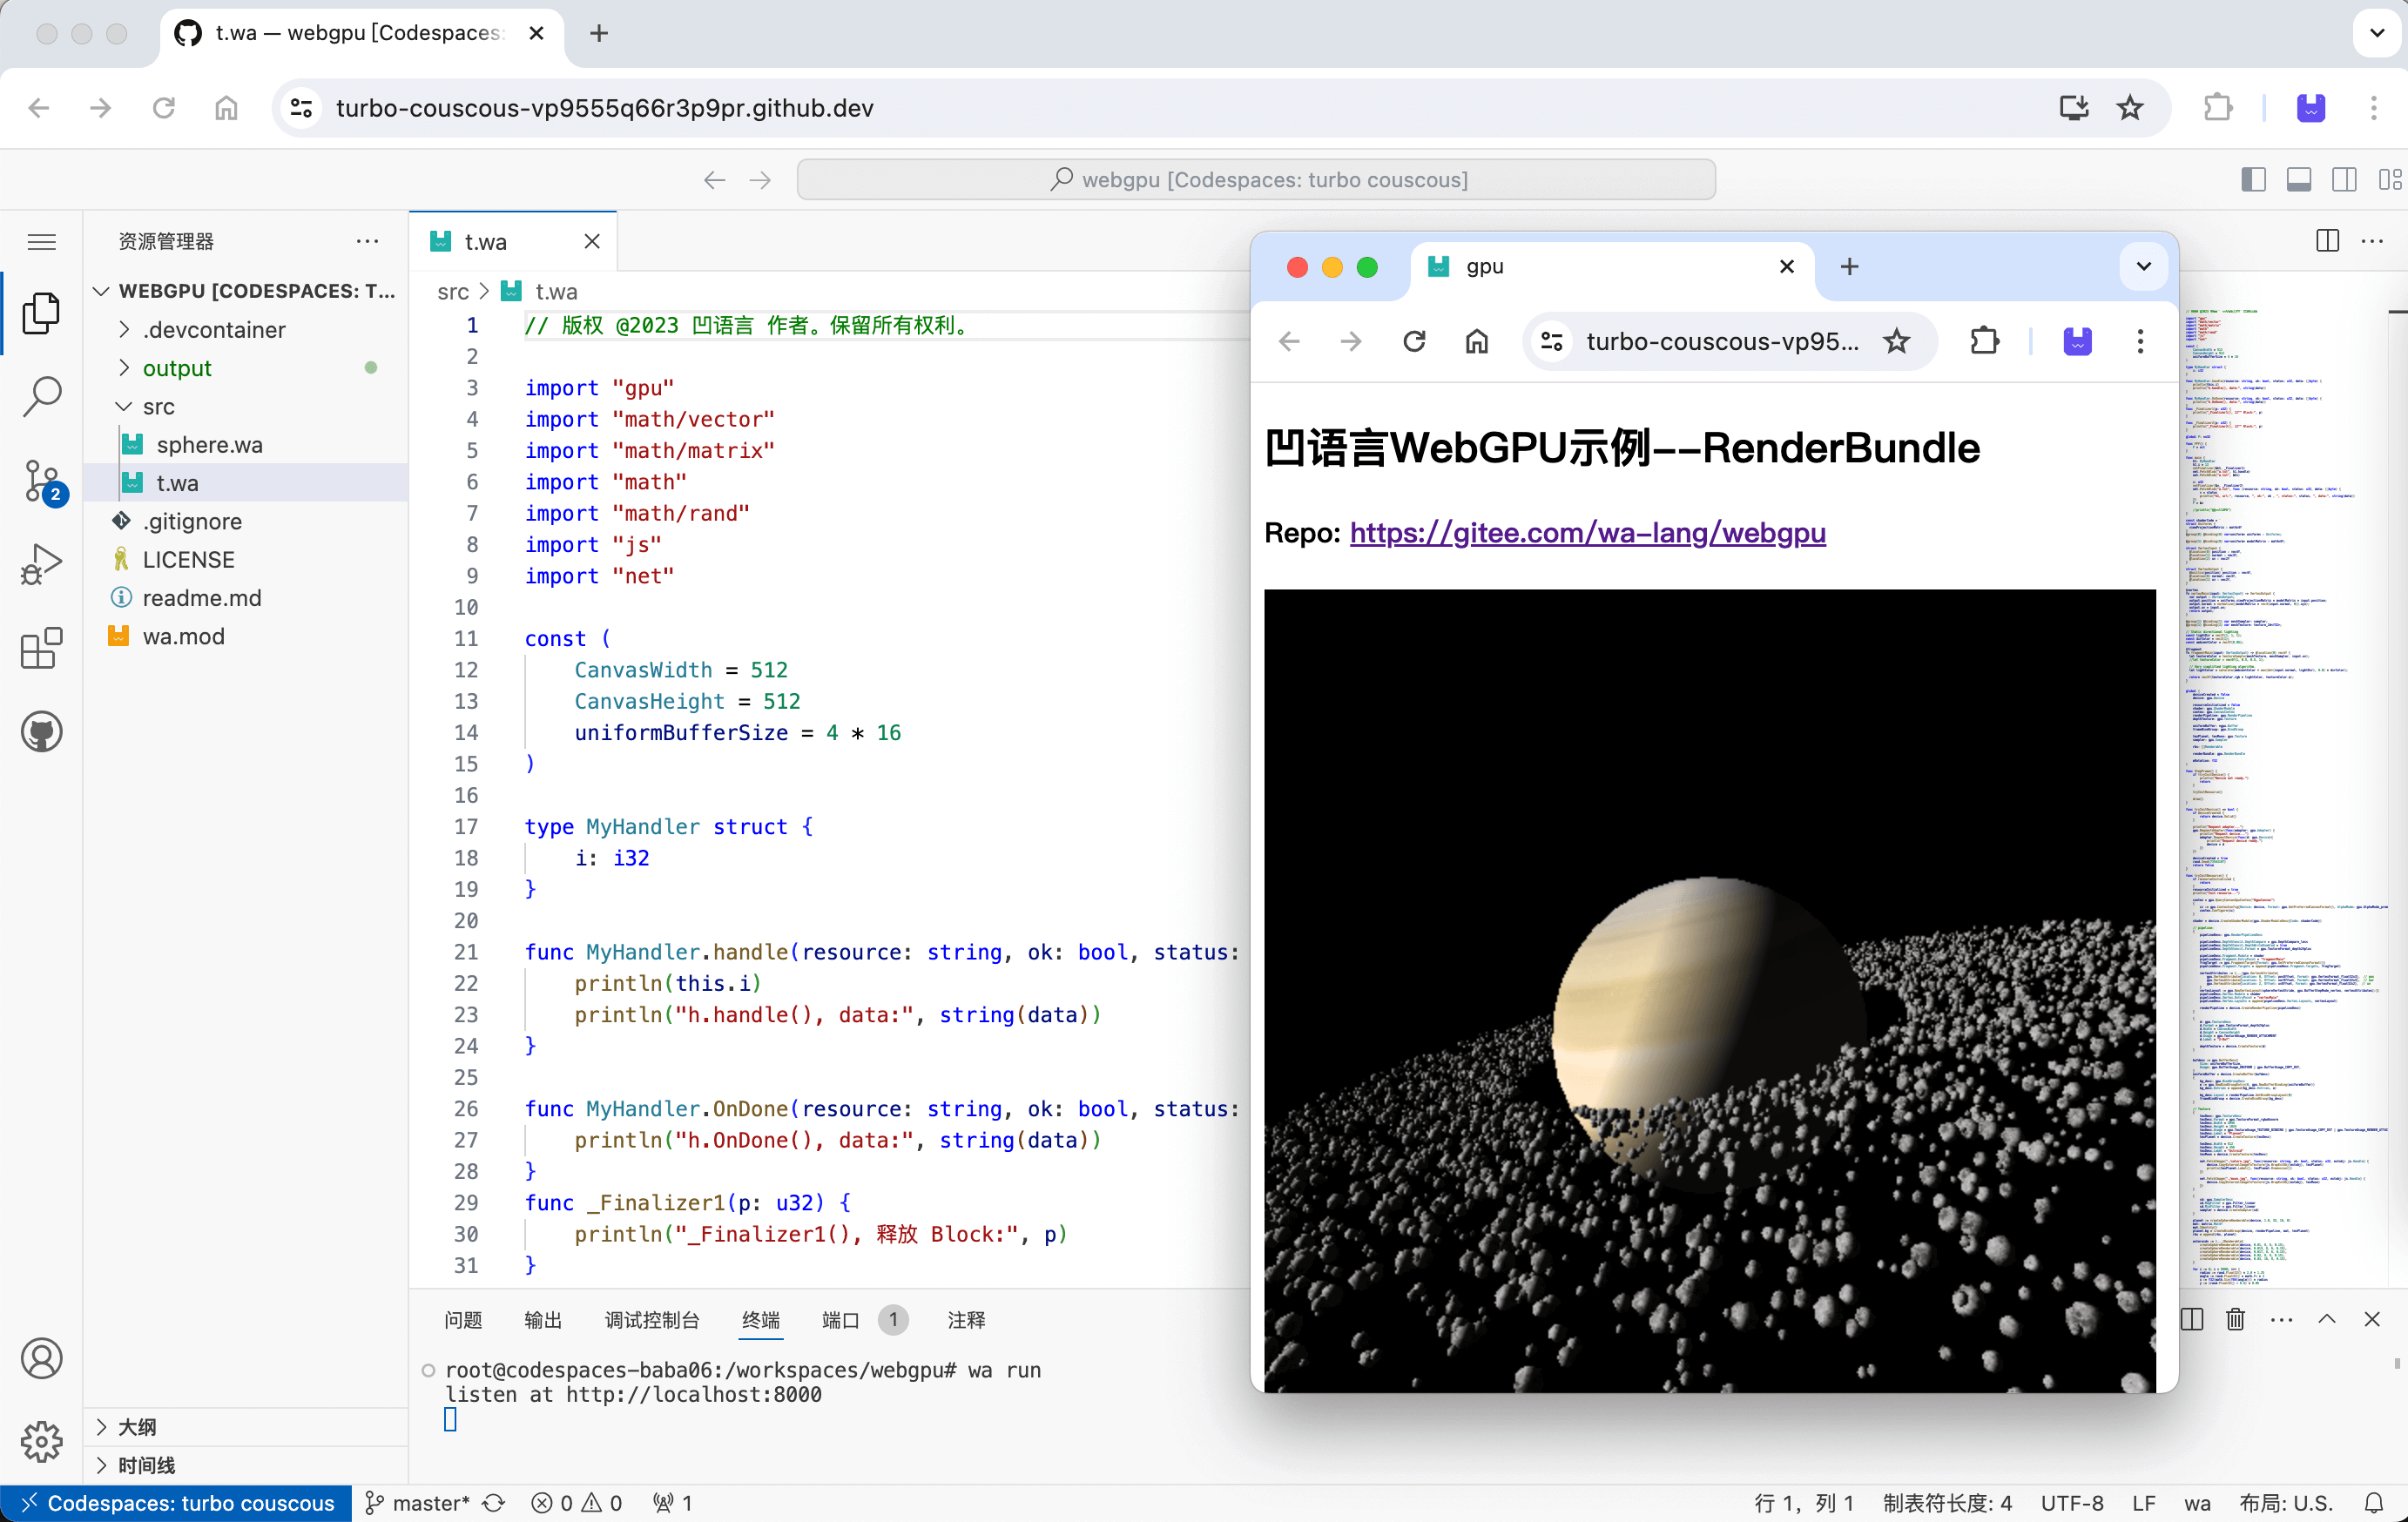 t.wa — webgpu [Codespaces:
turbo-couscous-vp9555q66r3p9pr.github.dev
webgpu [Codespaces: turbo couscous]
资源管理器
WEBGPU [CODESPACES: T...
.devcontainer
output
src
sphere.wa
t.wa
.gitignore
LICENSE
readme.md
wa.mod
大纲
时间线
2
t.wa
src > t.wa
1 // 版权 @2023 凹语言 作者。保留所有权利。
2
3 import "gpu"
4 import "math/vector"
5 import "math/matrix"
6 import "math"
7 import "math/rand"
8 import "js"
9 import "net"
10
11 const (
12 CanvasWidth = 512
13 CanvasHeight = 512
14 uniformBufferSize = 4 * 16
15 )
16
17 type MyHandler struct {
18 i: i32
19 }
20
21 func MyHandler.handle(resource: string, ok: bool, status:
22 println(this.i)
23 println("h.handle(), data:", string(data))
24 }
25
26 func MyHandler.OnDone(resource: string, ok: bool, status:
27 println("h.OnDone(), data:", string(data))
28 }
29 func _Finalizer1(p: u32) {
30 println("_Finalizer1(), 释放 Block:", p)
31 }
gpu
turbo-couscous-vp95...
凹语言WebGPU示例--RenderBundle
Repo: https://gitee.com/wa-lang/webgpu
问题 输出 调试控制台 终端 端口 1 注释
root@codespaces-baba06:/workspaces/webgpu# wa run
listen at http://localhost:8000
Codespaces: turbo couscous master* 0 0 1 行 1，列 1 制表符长度: 4 UTF-8 LF wa 布局: U.S.